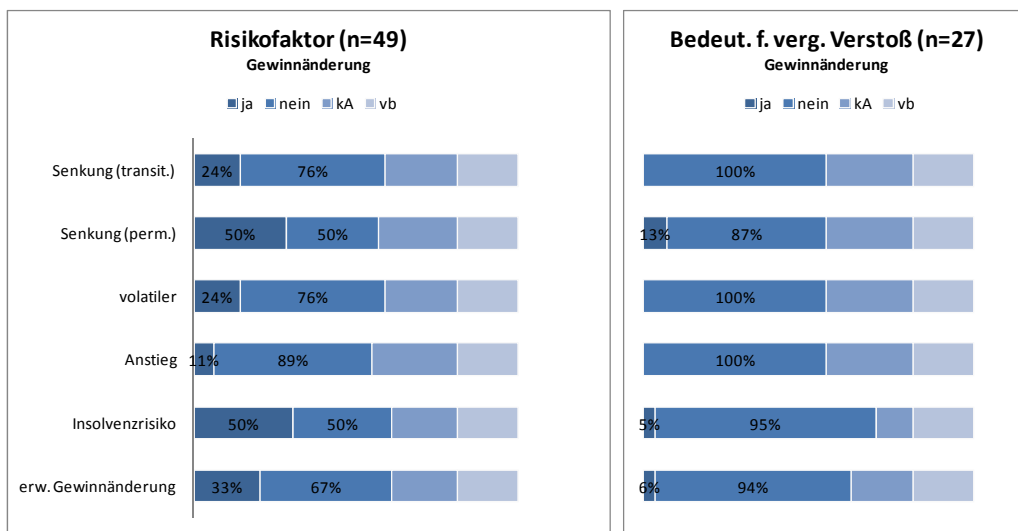 Risikofaktor (n=49)
Gewinnänderung
ja nein kA vb
Senkung (transit.) 24% 76%
Senkung (perm.) 50% 50%
volatiler 24% 76%
Anstieg 11% 89%
Insolvenzrisiko 50% 50%
erw. Gewinnänderung 33% 67%
Bedeut. f. verg. Verstoß (n=27)
Gewinnänderung
ja nein kA vb
100%
13% 87%
100%
100%
5% 95%
6% 94%